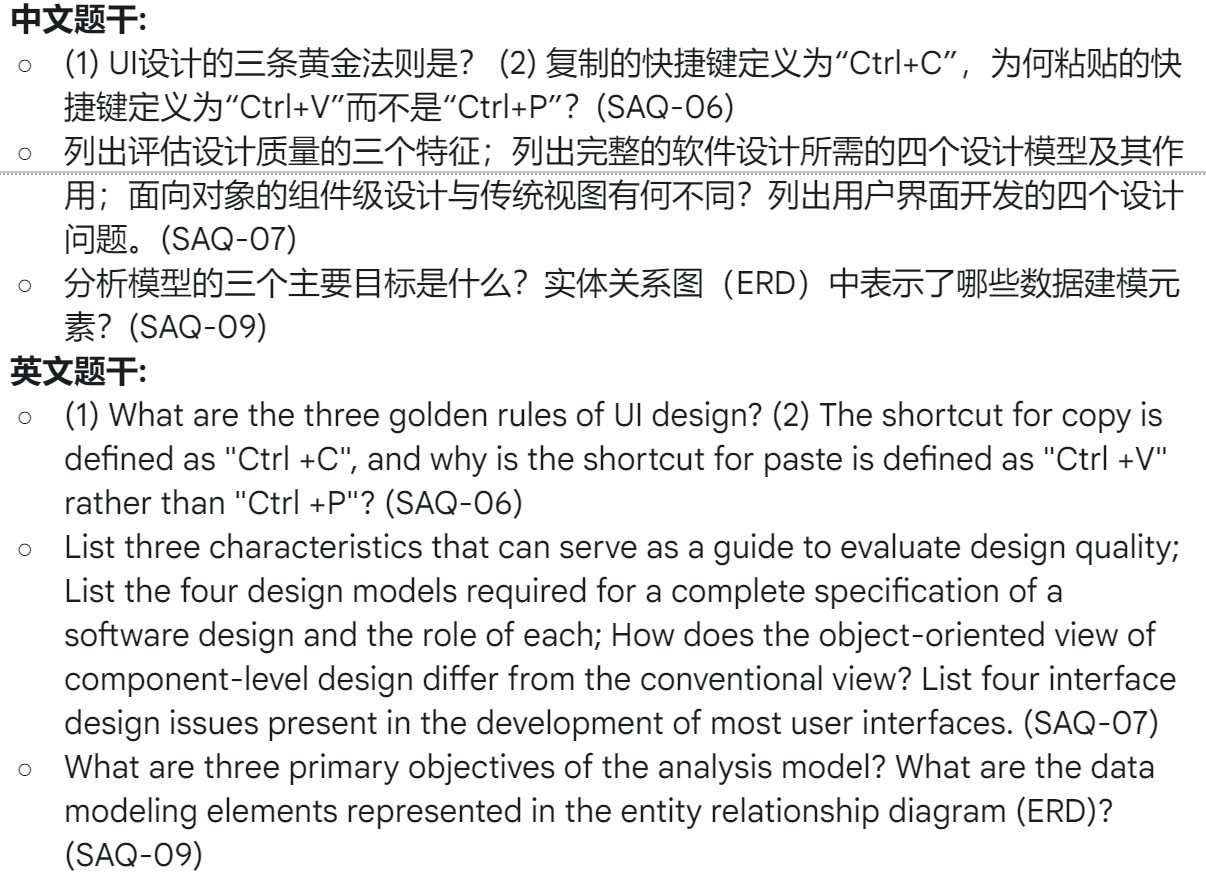 中文题干:
○ (1) UI设计的三条黄金法则是？ (2) 复制的快捷键定义为“Ctrl+C”，为何粘贴的快
捷键定义为“Ctrl+V”而不是“Ctrl+P”？(SAQ-06)
○ 列出评估设计质量的三个特征；列出完整的软件设计所需的四个设计模型及其作
用；面向对象的组件级设计与传统视图有何不同？列出用户界面开发的四个设计
问题。(SAQ-07)
○ 分析模型的三个主要目标是什么？实体关系图（ERD）中表示了哪些数据建模元
素？(SAQ-09)
英文题干:
○ (1) What are the three golden rules of UI design? (2) The shortcut for copy is
defined as "Ctrl +C", and why is the shortcut for paste is defined as "Ctrl +V"
rather than "Ctrl +P"? (SAQ-06)
○ List three characteristics that can serve as a guide to evaluate design quality;
List the four design models required for a complete specification of a
software design and the role of each; How does the object-oriented view of
component-level design differ from the conventional view? List four interface
design issues present in the development of most user interfaces. (SAQ-07)
○ What are three primary objectives of the analysis model? What are the data
modeling elements represented in the entity relationship diagram (ERD)?
(SAQ-09)